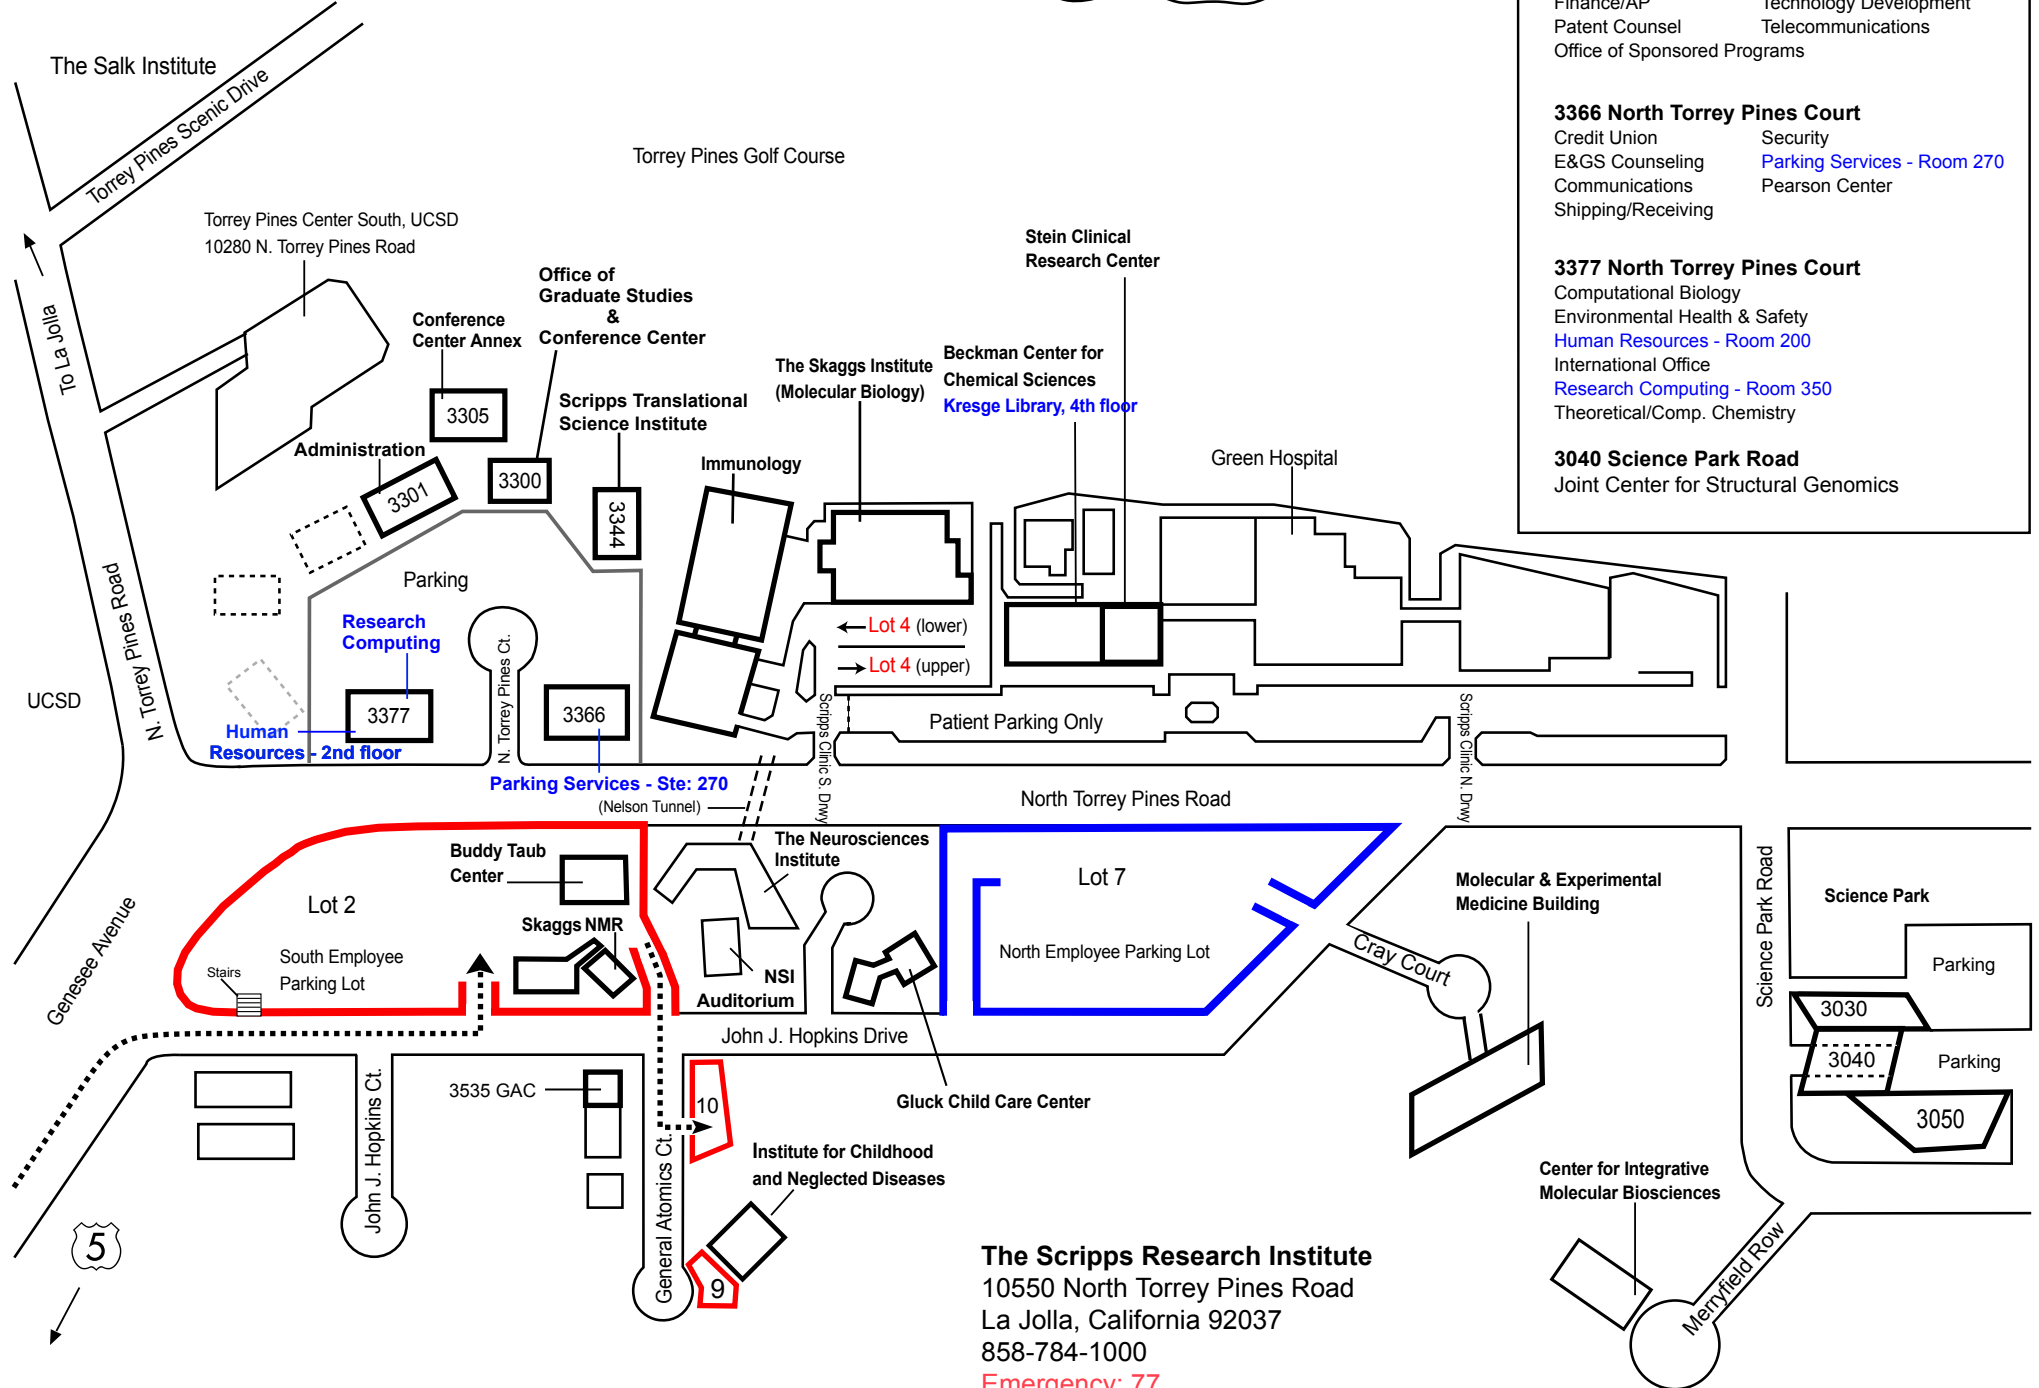 Finance/AP
Technology Development
Patent Counsel
Telecommunications
Office of Sponsored Programs
3366 North Torrey Pines Court
Credit Union
Security
E&GS Counseling
Parking Services - Room 270
Communications
Pearson Center
Shipping/Receiving
3377 North Torrey Pines Court
Computational Biology
Environmental Health & Safety
Human Resources - Room 200
International Office
Research Computing - Room 350
Theoretical/Comp. Chemistry
3040 Science Park Road
Joint Center for Structural Genomics
The Salk Institute
Torrey Pines Scenic Drive
Torrey Pines Golf Course
Torrey Pines Center South, UCSD
10280 N. Torrey Pines Road
To La Jolla
Office of
Graduate Studies
&
Conference Center
Conference
Center Annex
3305
Stein Clinical
Research Center
The Skaggs Institute
(Molecular Biology)
Beckman Center for
Chemical Sciences
Kresge Library, 4th floor
Scripps Translational
Science Institute
Administration
3301
3300
3344
Immunology
Green Hospital
Parking
N. Torrey Pines Road
Research
Computing
N. Torrey Pines Ct.
Lot 4 (lower)
Lot 4 (upper)
UCSD
3377
3366
Human
Resources - 2nd floor
Patient Parking Only
Scripps Clinic S. Drwy
Scripps Clinic N. Drwy
Parking Services - Ste: 270
(Nelson Tunnel)
North Torrey Pines Road
Buddy Taub
Center
The Neurosciences
Institute
Lot 2
Lot 7
Skaggs NMR
South Employee
Parking Lot
Stairs
NSI
Auditorium
North Employee Parking Lot
Genesee Avenue
Cray Court
Molecular & Experimental
Medicine Building
Science Park Road
Science Park
Parking
3030
3040
Parking
3050
John J. Hopkins Drive
3535 GAC
10
Gluck Child Care Center
John J. Hopkins Ct.
General Atomics Ct.
Institute for Childhood
and Neglected Diseases
9
5
Center for Integrative
Molecular Biosciences
Merryfield Row
The Scripps Research Institute
10550 North Torrey Pines Road
La Jolla, California 92037
858-784-1000
Emergency: 77